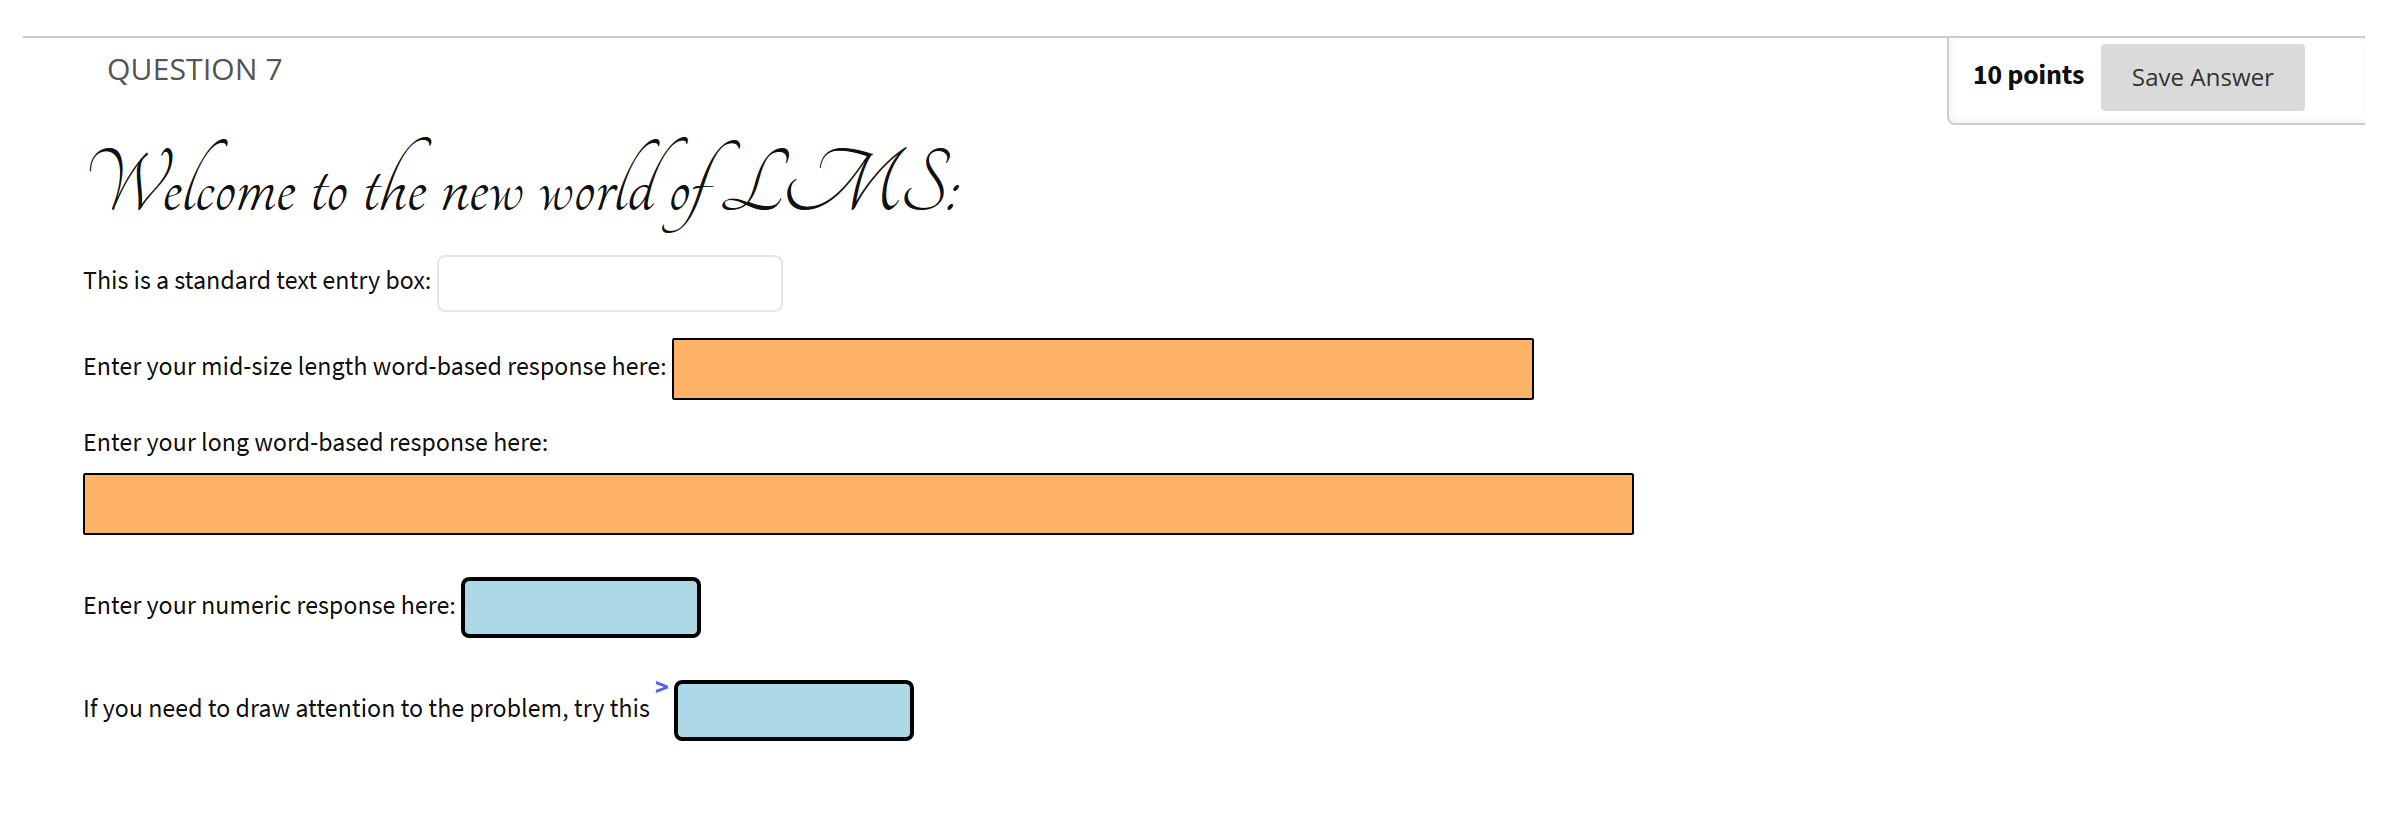 QUESTION 7
10 points
Save Answer
Welcome to the new world of LMS:
This is a standard text entry box:
Enter your mid-size length word-based response here:
Enter your long word-based response here:
Enter your numeric response here:
If you need to draw attention to the problem, try this >